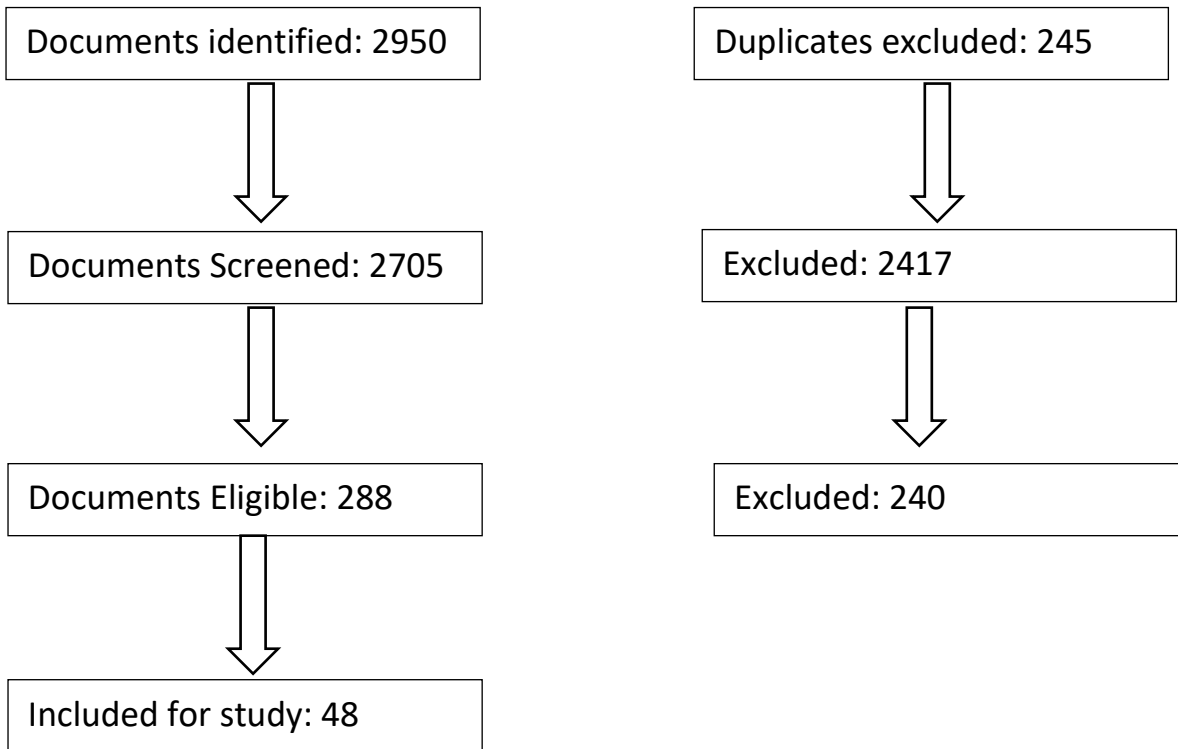 Documents identified: 2950
Duplicates excluded: 245
Documents Screened: 2705
Excluded: 2417
Documents Eligible: 288
Excluded: 240
Included for study: 48